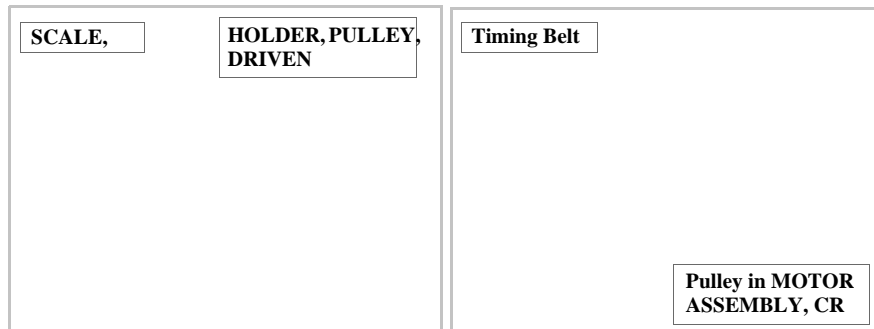 SCALE,
HOLDER, PULLEY,
DRIVEN
Timing Belt
Pulley in MOTOR
ASSEMBLY, CR